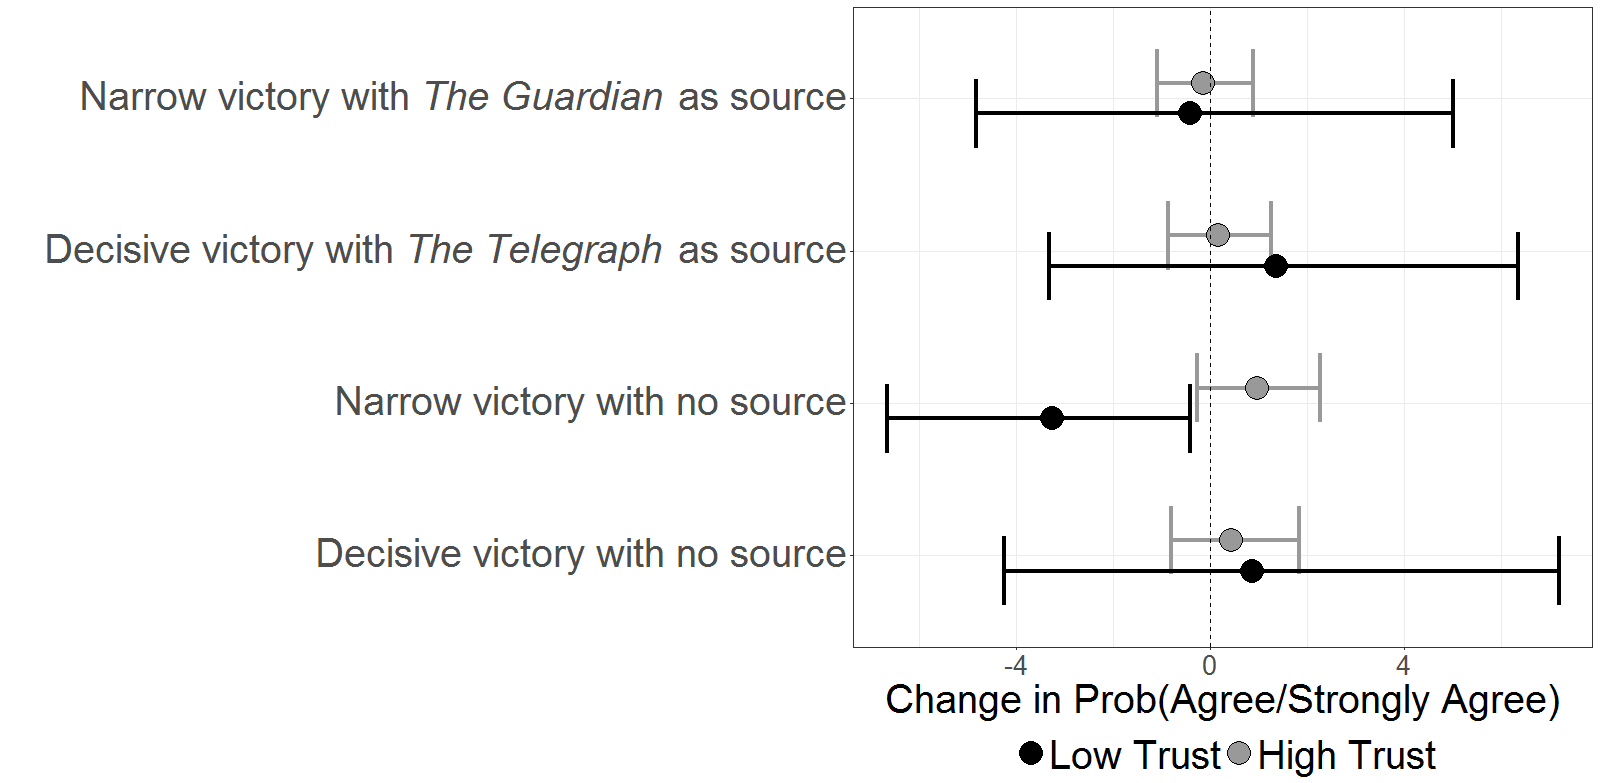 Narrow victory with The Guardian as source
Decisive victory with The Telegraph as source
Narrow victory with no source
Decisive victory with no source
-4 0 4
Change in Prob(Agree/Strongly Agree)
Low Trust High Trust